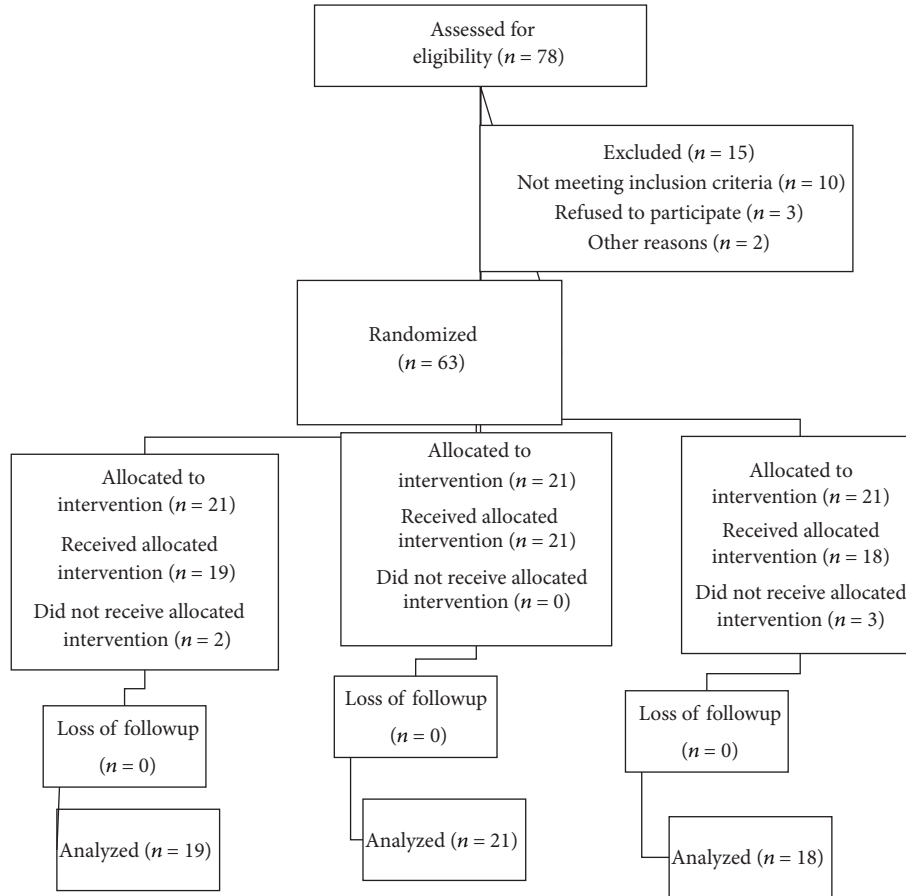 Assessed for
eligibility (n = 78)
Excluded (n = 15)
Not meeting inclusion criteria (n = 10)
Refused to participate (n = 3)
Other reasons (n = 2)
Randomized
(n = 63)
Allocated to
intervention (n = 21)
Received allocated
intervention (n = 19)
Did not receive allocated
intervention (n = 2)
Allocated to
intervention (n = 21)
Received allocated
intervention (n = 21)
Did not receive allocated
intervention (n = 0)
Allocated to
intervention (n = 21)
Received allocated
intervention (n = 18)
Did not receive allocated
intervention (n = 3)
Loss of followup
(n = 0)
Loss of followup
(n = 0)
Loss of followup
(n = 0)
Analyzed (n = 19)
Analyzed (n = 21)
Analyzed (n = 18)